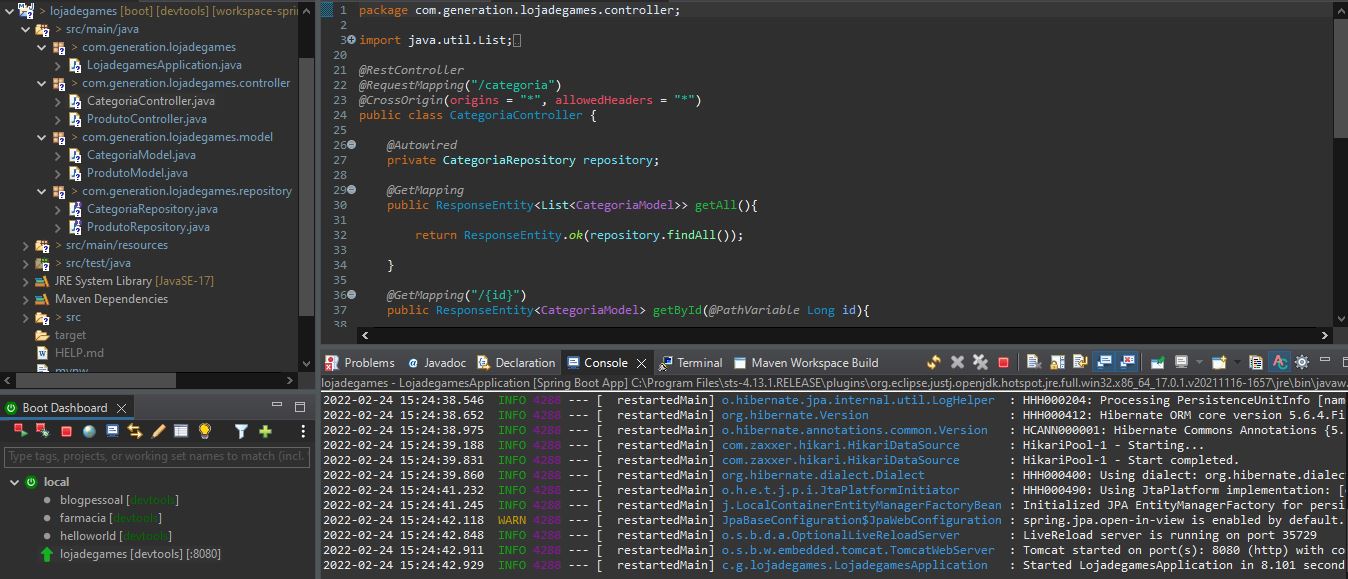 lojadegames [boot] [devtools] [workspace-spri
src/main/java
com.generation.lojadegames
LojadegamesApplication.java
com.generation.lojadegames.controller
CategoriaController.java
ProdutoController.java
com.generation.lojadegames.model
CategoriaModel.java
ProdutoModel.java
com.generation.lojadegames.repository
CategoriaRepository.java
ProdutoRepository.java
src/main/resources
src/test/java
JRE System Library [JavaSE-17]
Maven Dependencies
src
target
HELP.md
Boot Dashboard
Type tags, projects, or working set names to match (incl.
local
blogpessoal [devtools]
farmacia [devtools]
helloworld [devtools]
lojadegames [devtools] [:8080]
1 package com.generation.lojadegames.controller;
2
3 import java.util.List;
20
21 @RestController
22 @RequestMapping("/categoria")
23 @CrossOrigin(origins = "*", allowedHeaders = "*")
24 public class CategoriaController {
25
26 @Autowired
27 private CategoriaRepository repository;
28
29 @GetMapping
30 public ResponseEntity<List<CategoriaModel>> getAll(){
31
32 return ResponseEntity.ok(repository.findAll());
33
34 }
35
36 @GetMapping("/{id}")
37 public ResponseEntity<CategoriaModel> getById(@PathVariable Long id){
38
Problems Javadoc Declaration Console Terminal Maven Workspace Build
lojadegames - LojadegamesApplication [Spring Boot App] C:\Program Files\sts-4.13.1.RELEASE\plugins\org.eclipse.justj.openjdk.hotspot.jre.full.win32.x86_64_17.0.1.v20211116-1657\jre\bin\javaw.
2022-02-24 15:24:38.546 INFO 4288 --- [ restartedMain] o.hibernate.jpa.internal.util.LogHelper : HHH000204: Processing PersistenceUnitInfo [nam
2022-02-24 15:24:38.652 INFO 4288 --- [ restartedMain] org.hibernate.Version : HHH000412: Hibernate ORM core version 5.6.4.Fi
2022-02-24 15:24:38.975 INFO 4288 --- [ restartedMain] o.hibernate.annotations.common.Version : HCANN000001: Hibernate Commons Annotations {5.
2022-02-24 15:24:39.188 INFO 4288 --- [ restartedMain] com.zaxxer.hikari.HikariDataSource : HikariPool-1 - Starting...
2022-02-24 15:24:39.831 INFO 4288 --- [ restartedMain] com.zaxxer.hikari.HikariDataSource : HikariPool-1 - Start completed.
2022-02-24 15:24:39.860 INFO 4288 --- [ restartedMain] org.hibernate.dialect.Dialect : HHH000400: Using dialect: org.hibernate.dialec
2022-02-24 15:24:41.232 INFO 4288 --- [ restartedMain] o.h.e.t.j.p.i.JtaPlatformInitiator : HHH000490: Using JtaPlatform implementation: [
2022-02-24 15:24:41.245 INFO 4288 --- [ restartedMain] j.LocalContainerEntityManagerFactoryBean : Initialized JPA EntityManagerFactory for persi
2022-02-24 15:24:42.118 WARN 4288 --- [ restartedMain] JpaBaseConfiguration$JpaWebConfiguration : spring.jpa.open-in-view is enabled by default.
2022-02-24 15:24:42.848 INFO 4288 --- [ restartedMain] o.s.b.d.a.OptionalLiveReloadServer : LiveReload server is running on port 35729
2022-02-24 15:24:42.911 INFO 4288 --- [ restartedMain] o.s.b.w.embedded.tomcat.TomcatWebServer : Tomcat started on port(s): 8080 (http) with co
2022-02-24 15:24:42.929 INFO 4288 --- [ restartedMain] c.g.lojadegames.LojadegamesApplication : Started LojadegamesApplication in 8.101 second